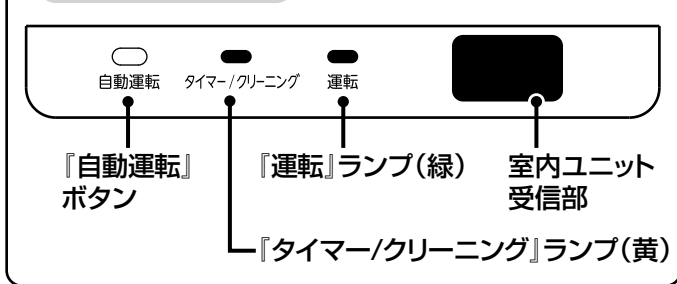 自動運転 タイマー/クリーニング 運転
『自動運転』
ボタン
『運転』ランプ(緑)
室内ユニット
受信部
『タイマー/クリーニング』ランプ(黄)